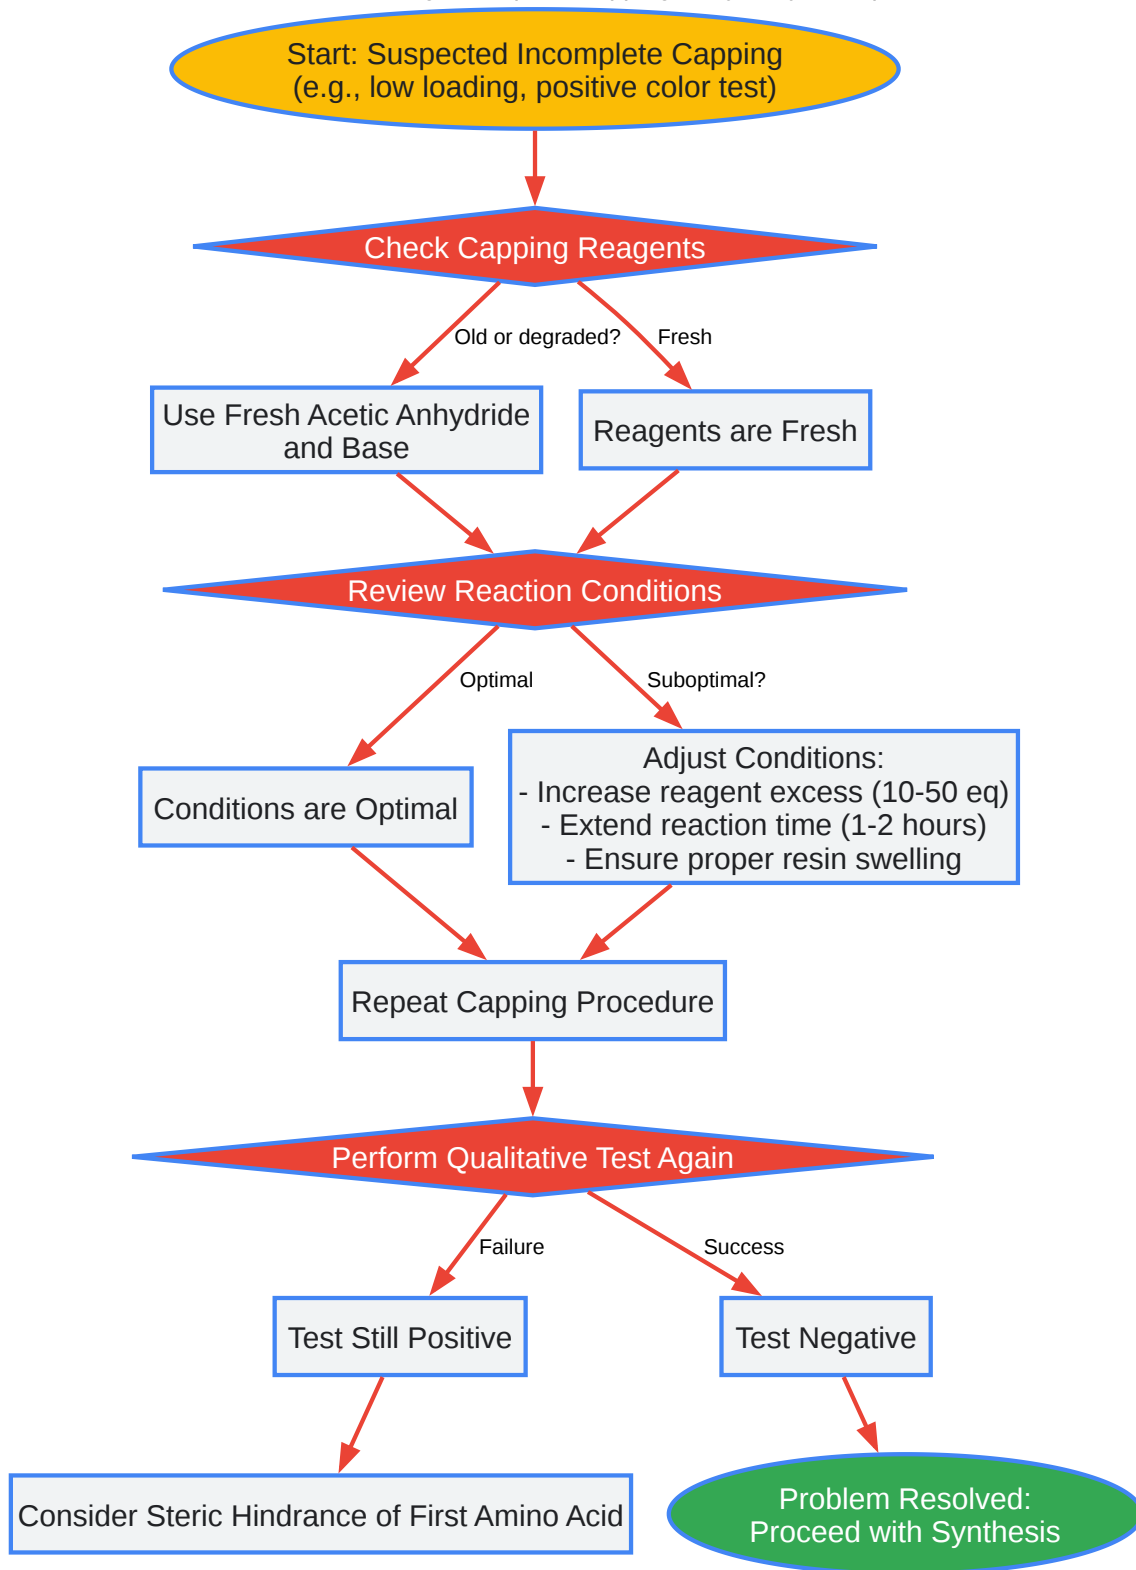 Start: Suspected Incomplete Capping
(e.g., low loading, positive color test)
Check Capping Reagents
Old or degraded?
Fresh
Use Fresh Acetic Anhydride
and Base
Reagents are Fresh
Review Reaction Conditions
Optimal
Suboptimal?
Conditions are Optimal
Adjust Conditions:
- Increase reagent excess (10-50 eq)
- Extend reaction time (1-2 hours)
- Ensure proper resin swelling
Repeat Capping Procedure
Perform Qualitative Test Again
Failure
Success
Test Still Positive
Test Negative
Consider Steric Hindrance of First Amino Acid
Problem Resolved:
Proceed with Synthesis